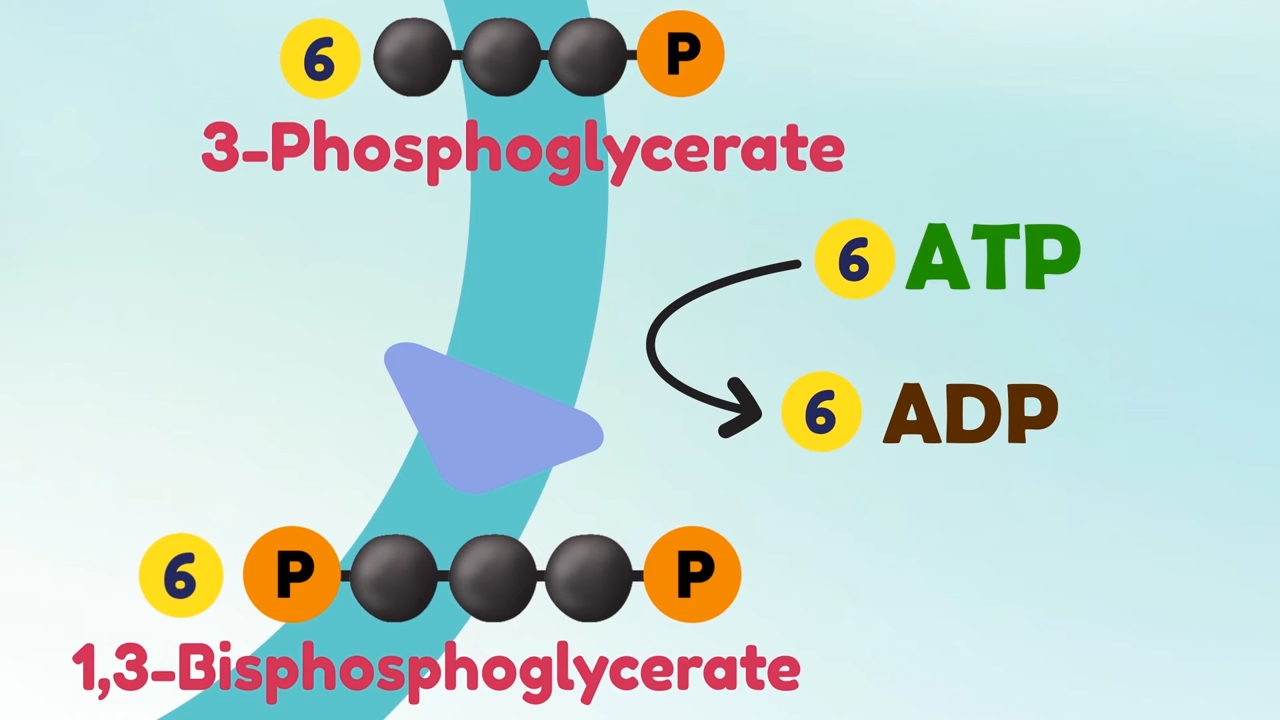 6 P
3-Phosphoglycerate
6 ATP
6 ADP
6 P P
1,3-Bisphosphoglycerate